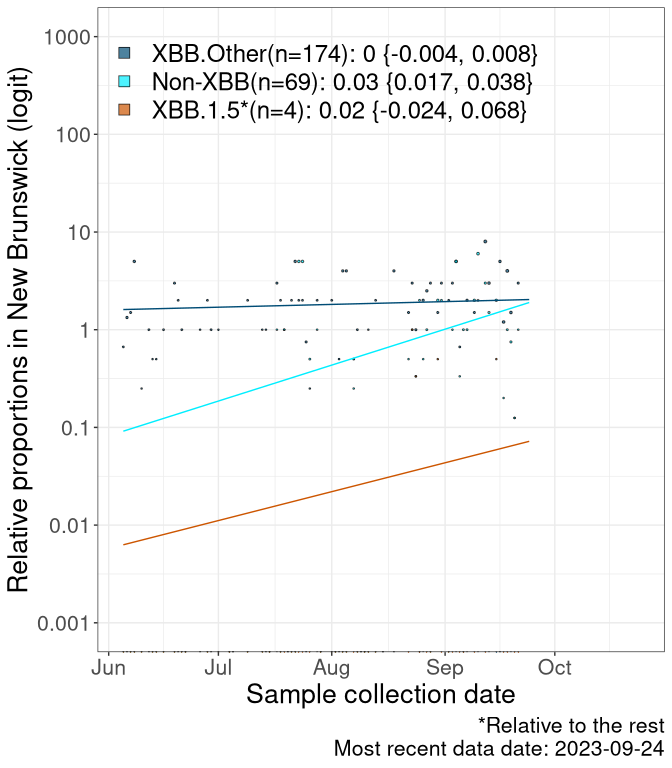 XBB.Other(n=174): 0 {-0.004, 0.008}
Non-XBB(n=69): 0.03 {0.017, 0.038}
XBB.1.5*(n=4): 0.02 {-0.024, 0.068}
Relative proportions in New Brunswick (logit)
1000
100
10
1
0.1
0.01
0.001
Jun Jul Aug Sep Oct
Sample collection date
*Relative to the rest
Most recent data date: 2023-09-24